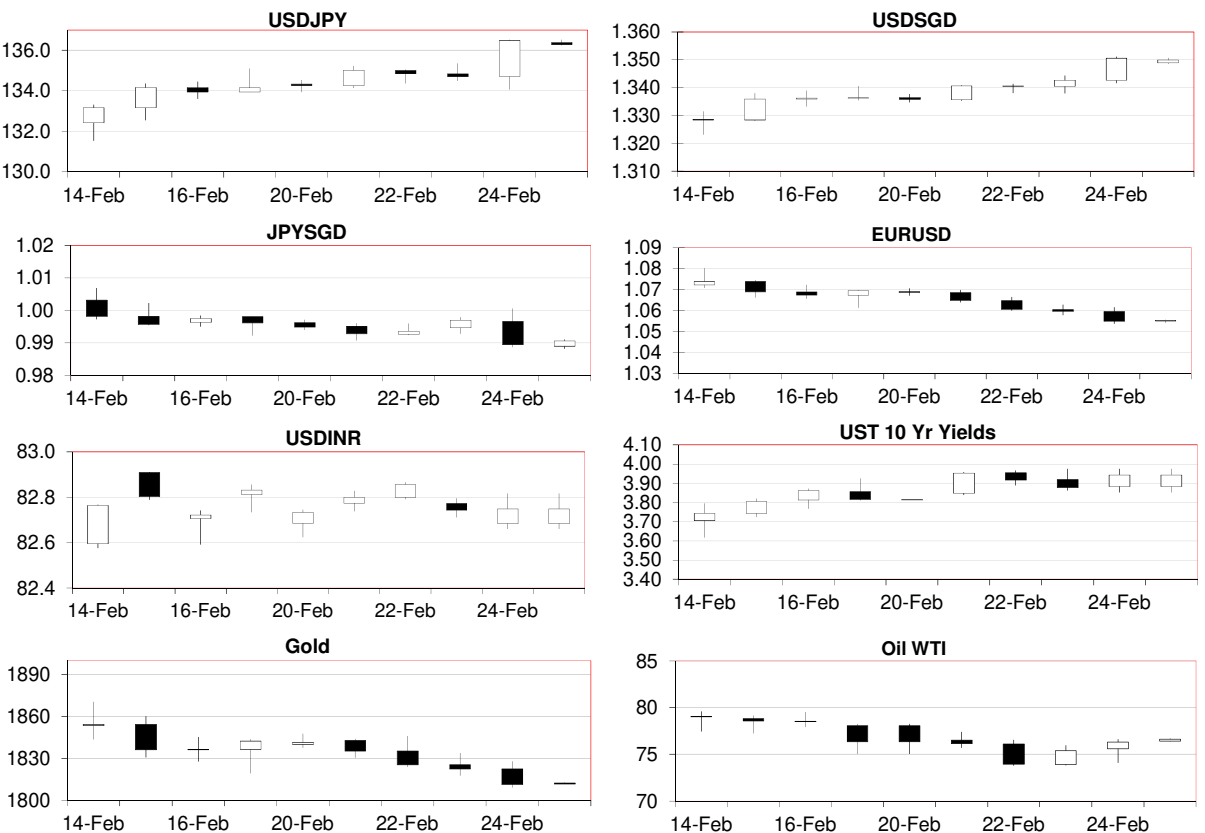 USDJPY
136.0
134.0
132.0
130.0
14-Feb 16-Feb 20-Feb 22-Feb 24-Feb
USDSGD
1.360
1.350
1.340
1.330
1.320
1.310
14-Feb 16-Feb 20-Feb 22-Feb 24-Feb
JPYSGD
1.02
1.01
1.00
0.99
0.98
14-Feb 16-Feb 20-Feb 22-Feb 24-Feb
EURUSD
1.09
1.08
1.07
1.06
1.05
1.04
1.03
14-Feb 16-Feb 20-Feb 22-Feb 24-Feb
USDINR
83.0
82.8
82.6
82.4
14-Feb 16-Feb 20-Feb 22-Feb 24-Feb
UST 10 Yr Yields
4.10
4.00
3.90
3.80
3.70
3.60
3.50
3.40
14-Feb 16-Feb 20-Feb 22-Feb 24-Feb
Gold
1890
1860
1830
1800
14-Feb 16-Feb 20-Feb 22-Feb 24-Feb
Oil WTI
85
80
75
70
14-Feb 16-Feb 20-Feb 22-Feb 24-Feb